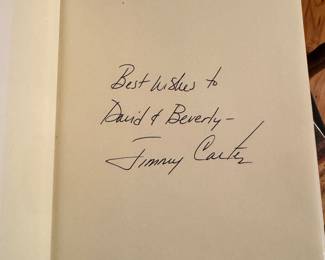 Best wishes to
David & Beverly -
Jimmy Carter